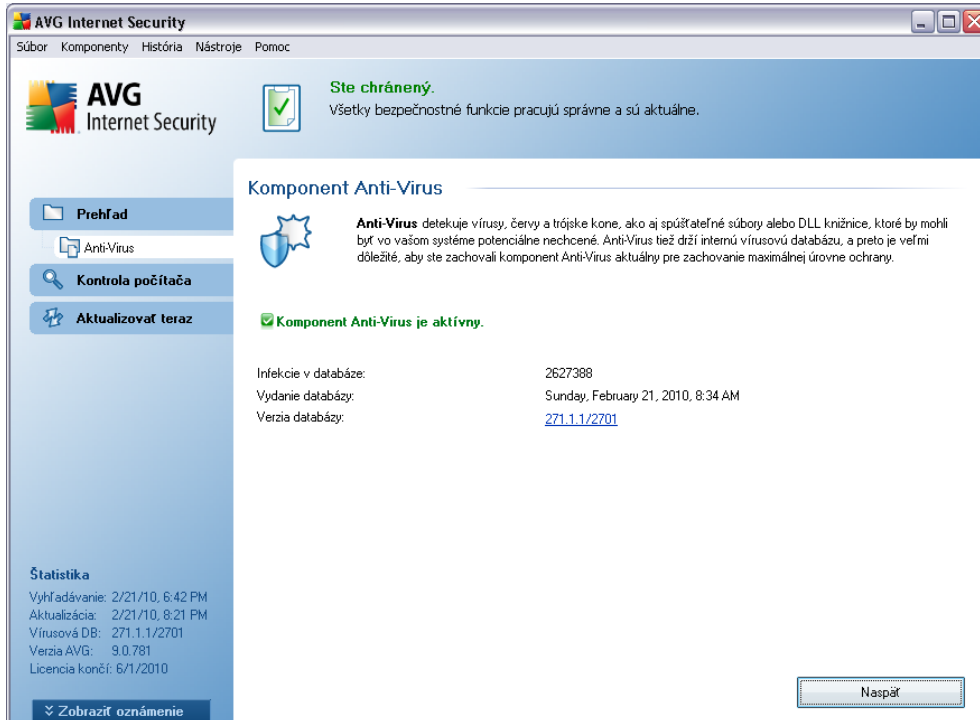 AVG Internet Security
Súbor Komponenty História Nástroje Pomoc
AVG
Internet Security
Ste chránený.
Všetky bezpečnostné funkcie pracujú správne a sú aktuálne.
Prehľad
Anti-Virus
Kontrola počítača
Aktualizovať teraz
Komponent Anti-Virus
Anti-Virus detekuje vírusy, červy a trójske kone, ako aj spúšťateľné súbory alebo DLL knižnice, ktoré by mohli
byť vo vašom systéme potenciálne nechcené. Anti-Virus tiež drží internú vírusovú databázu, a preto je veľmi
dôležité, aby ste zachovali komponent Anti-Virus aktuálny pre zachovanie maximálnej úrovne ochrany.
Komponent Anti-Virus je aktívny.
Infekcie v databáze: 2627388
Vydanie databázy: Sunday, February 21, 2010, 8:34 AM
Verzia databázy: 271.1.1/2701
Štatistika
Vyhľadávanie: 2/21/10, 6:42 PM
Aktualizácia: 2/21/10, 8:21 PM
Vírusová DB: 271.1.1/2701
Verzia AVG: 9.0.781
Licencia končí: 6/1/2010
Zobraziť oznámenie
Naspäť